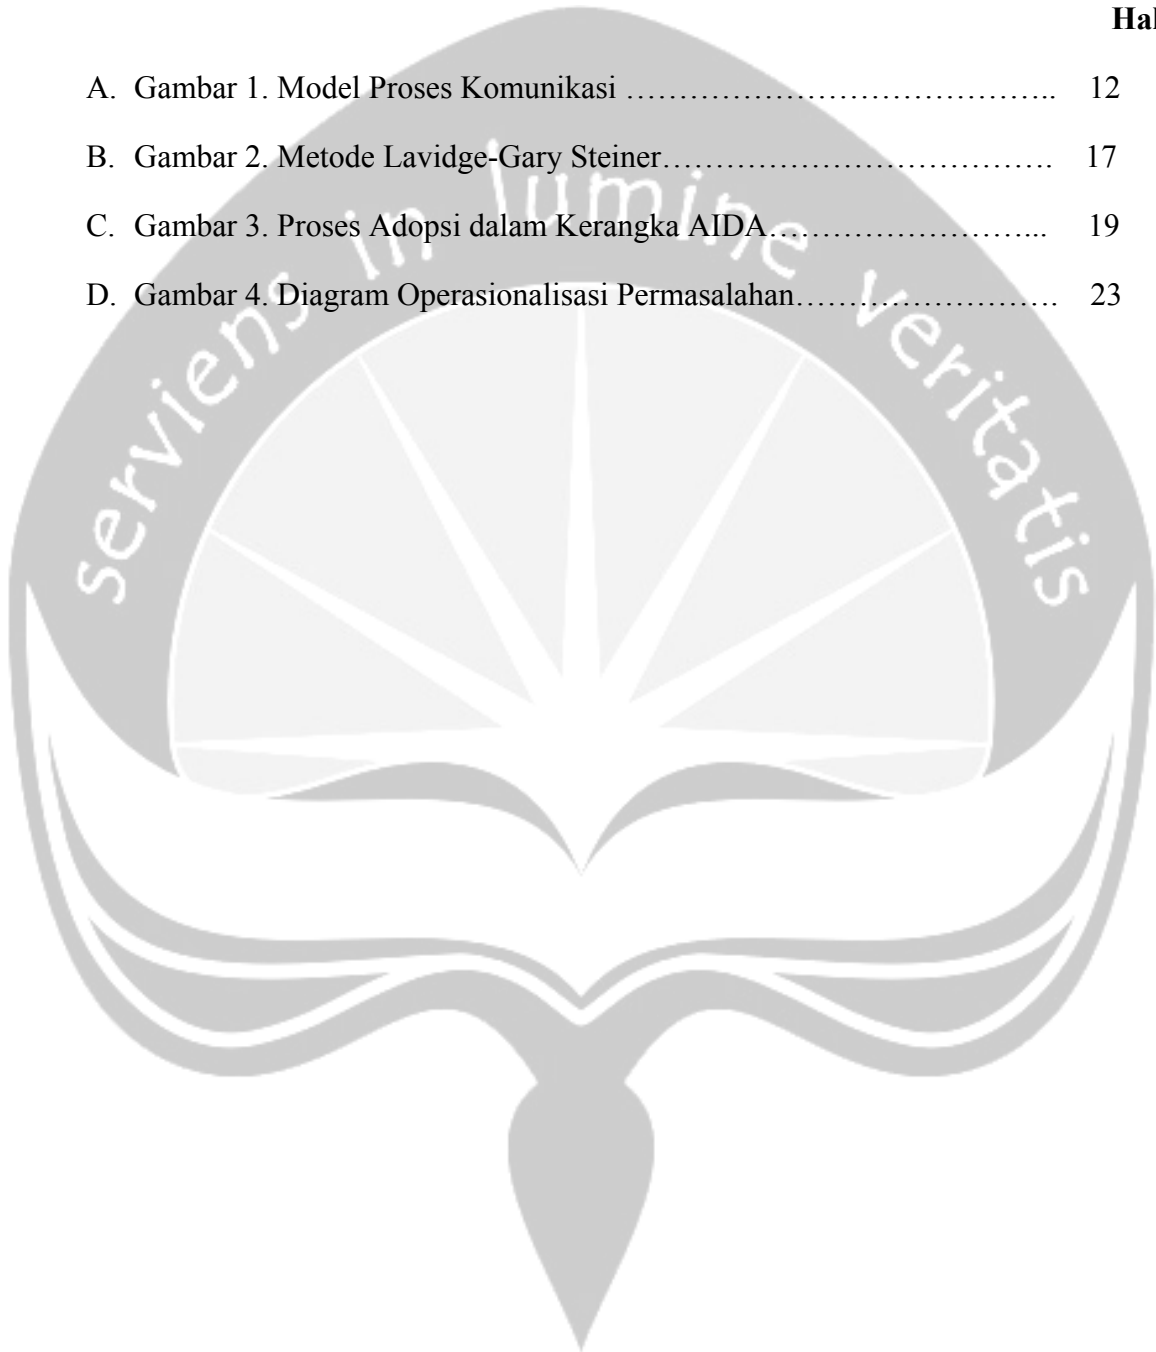 Hal
A. Gambar 1. Model Proses Komunikasi ………………………………….. 12
B. Gambar 2. Metode Lavidge-Gary Steiner………………………………. 17
C. Gambar 3. Proses Adopsi dalam Kerangka AIDA……………………... 19
D. Gambar 4. Diagram Operasionalisasi Permasalahan……………………. 23
serviens in lumine veritatis